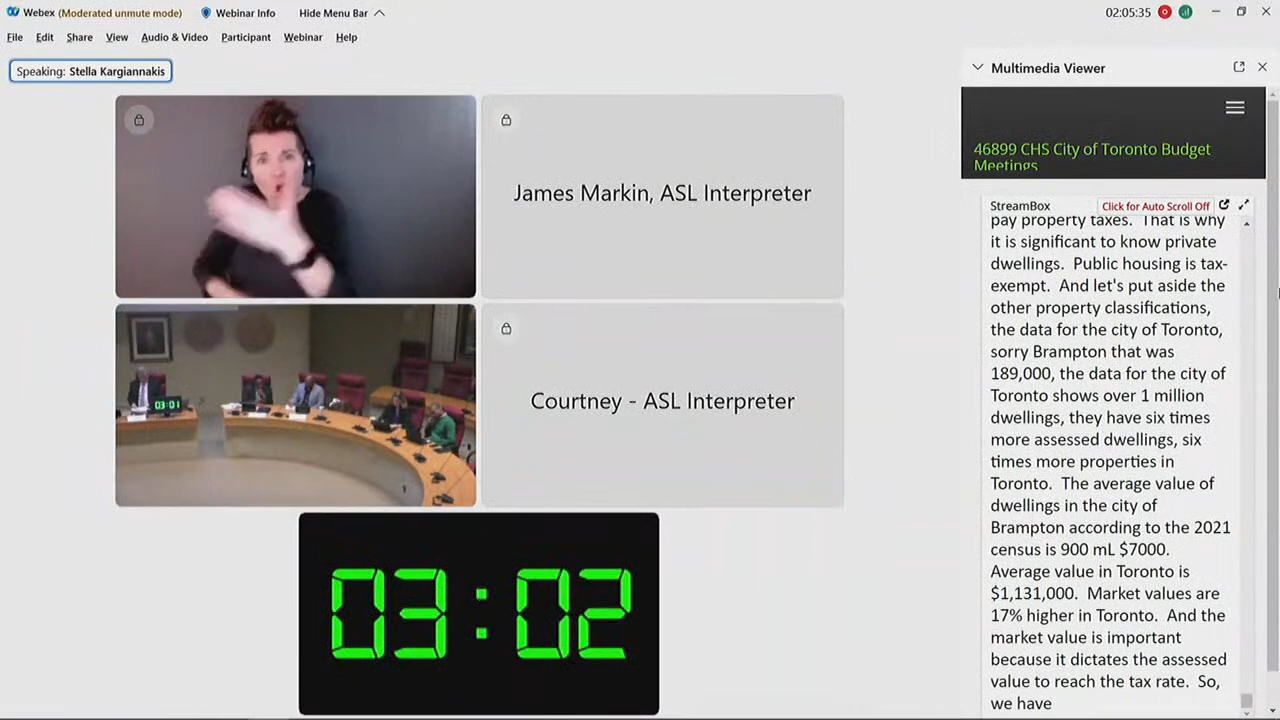 Webex (Moderated unmute mode) Webinar Info Hide Menu Bar 02:05:35
File Edit Share View Audio & Video Participant Webinar Help
Speaking: Stella Kargiannakis
James Markin, ASL Interpreter
03:01
Courtney - ASL Interpreter
03:02
Multimedia Viewer
46899 CHS City of Toronto Budget
Meetings
StreamBox Click for Auto Scroll Off
pay property taxes. That is why
it is significant to know private
dwellings. Public housing is tax-
exempt. And let's put aside the
other property classifications,
the data for the city of Toronto,
sorry Brampton that was
189,000, the data for the city of
Toronto shows over 1 million
dwellings, they have six times
more assessed dwellings, six
times more properties in
Toronto. The average value of
dwellings in the city of
Brampton according to the 2021
census is 900 mL $7000.
Average value in Toronto is
$1,131,000. Market values are
17% higher in Toronto. And the
market value is important
because it dictates the assessed
value to reach the tax rate. So,
we have